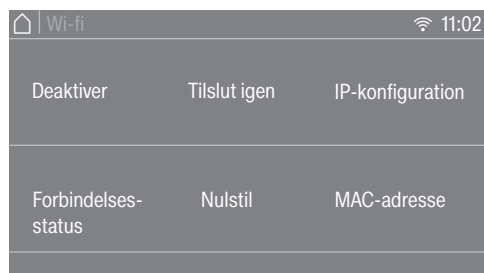 Wi-fi 11:02
Deaktiver Tilslut igen IP-konfiguration
Forbindelses- Nulstil MAC-adresse
status